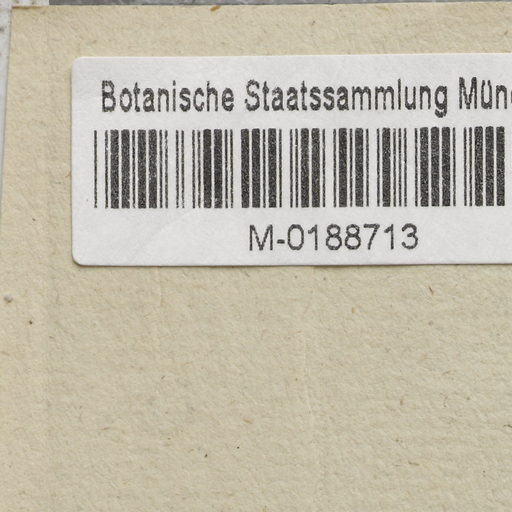 Botanische Staatssammlung Mün
M-0188713